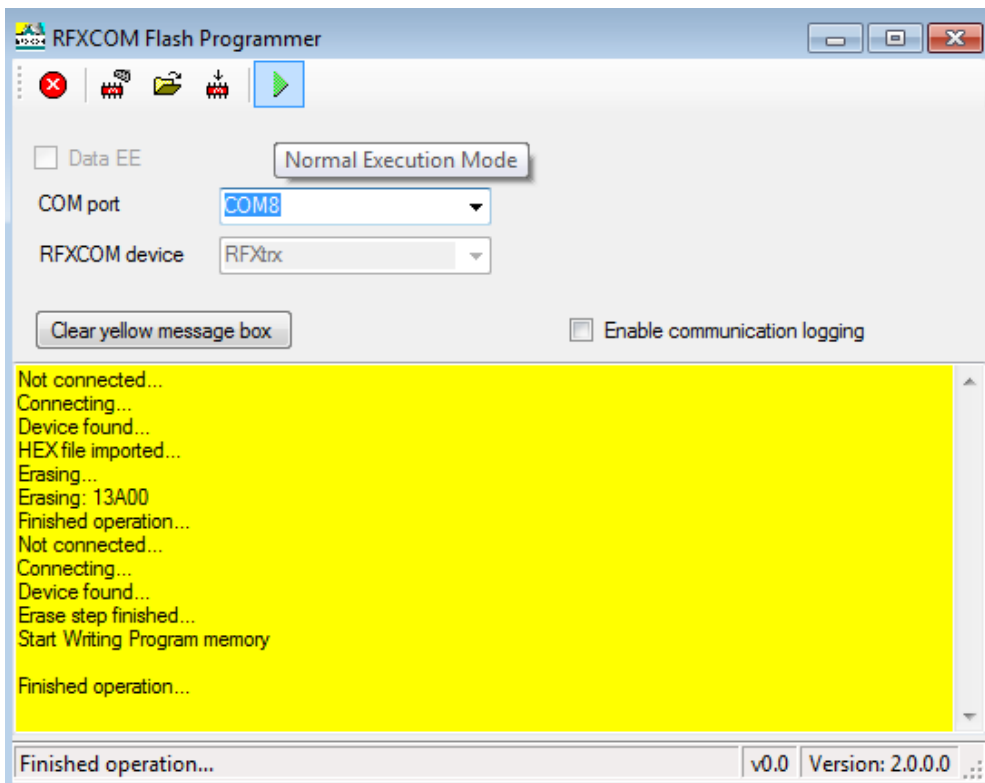 RFXCOM Flash Programmer
Data EE
Normal Execution Mode
COM port
COM8
RFXCOM device
RFXtrx
Clear yellow message box
Enable communication logging
Not connected...
Connecting...
Device found...
HEX file imported...
Erasing...
Erasing: 13A00
Finished operation...
Not connected...
Connecting...
Device found...
Erase step finished...
Start Writing Program memory
Finished operation...
Finished operation...
v0.0
Version: 2.0.0.0